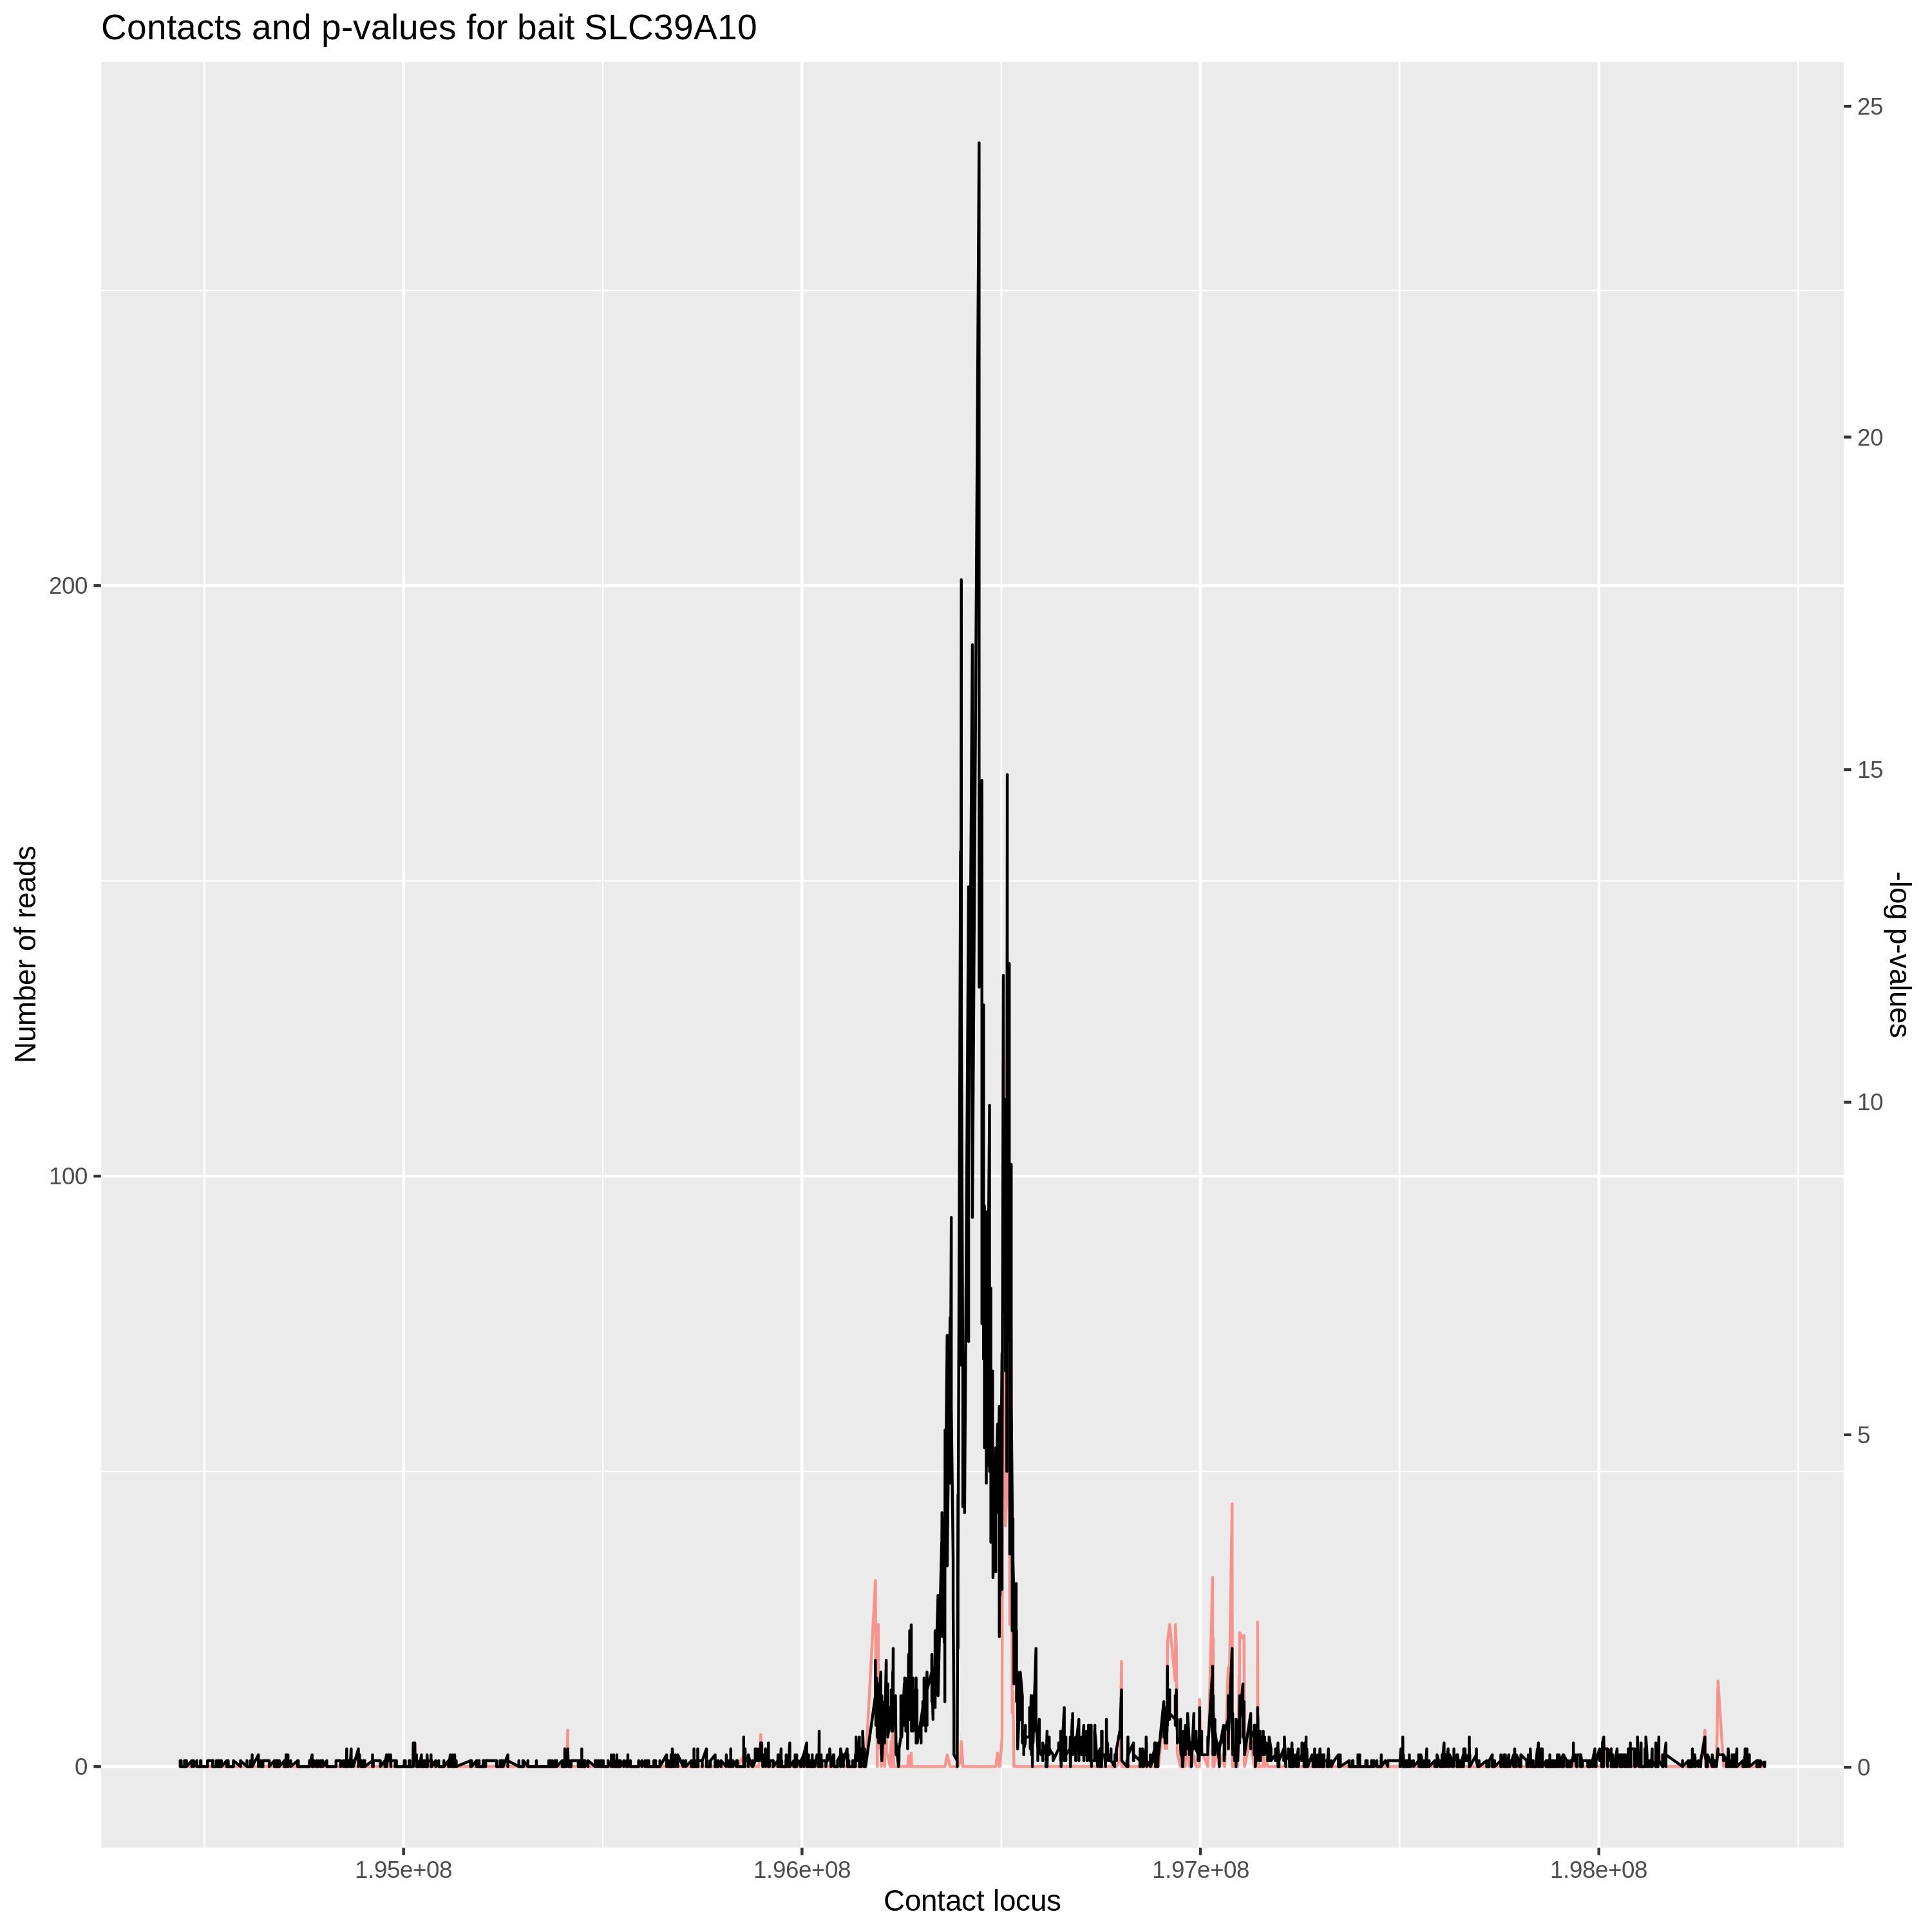 Contacts and p-values for bait SLC39A10
Number of reads
200
100
0
25
20
15
10
5
0
-log p-values
1.95e+08
1.96e+08
1.97e+08
1.98e+08
Contact locus